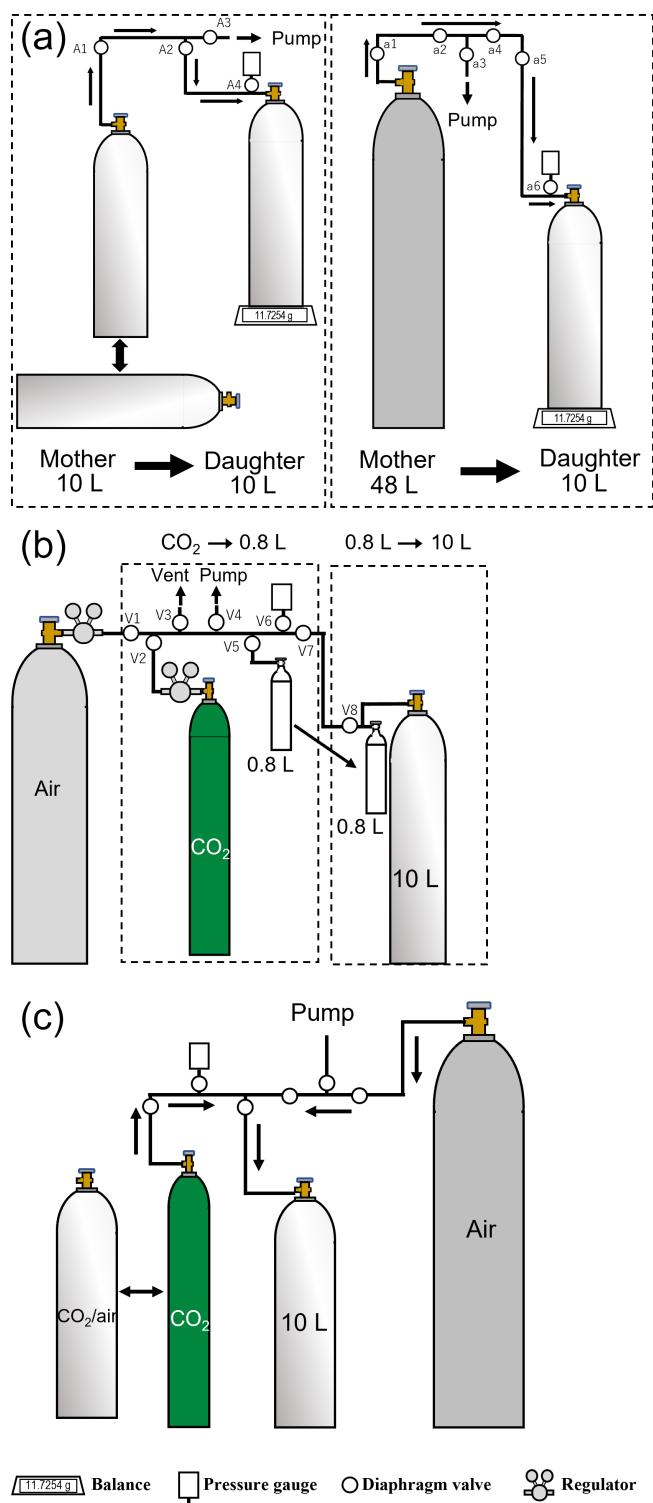 (a)
A3
Pump
A1
A2
A4
11.7254 g
Mother
10 L
Daughter
10 L
a1
a2
a4
a3
a5
Pump
a6
11.7254 g
Mother
48 L
Daughter
10 L
(b)
CO₂ → 0.8 L
0.8 L → 10 L
Vent
Pump
V1
V3
V4
V6
V2
V5
V7
V8
0.8 L
0.8 L
Air
CO₂
10 L
(c)
Pump
Air
CO₂/air
CO₂
10 L
11.7254 g
Balance
Pressure gauge
Diaphragm valve
Regulator